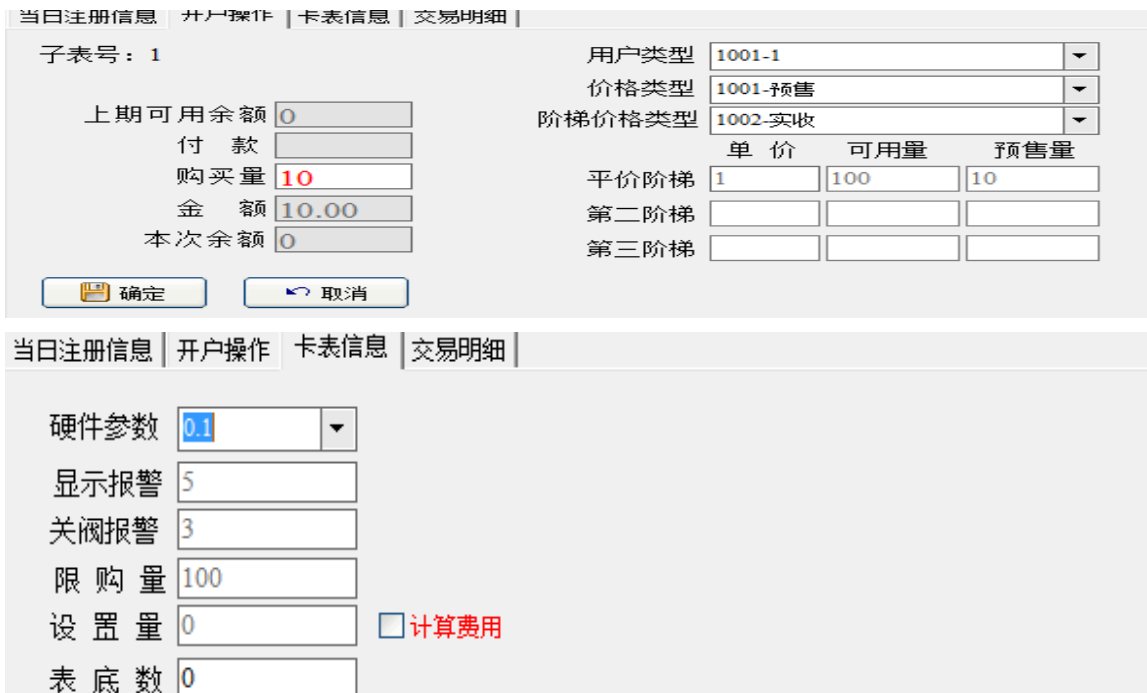 当日注册信息 开户操作 卡表信息 交易明细
子表号：1 用户类型 1001-1
价格类型 1001-预售
上期可用余额 0 阶梯价格类型 1002-实收
付 款 单 价 可用量 预售量
购买量 10 平价阶梯 1 100 10
金 额 10.00 第二阶梯
本次余额 0 第三阶梯
确定 取消
当日注册信息 开户操作 卡表信息 交易明细
硬件参数 0.1
显示报警 5
关阀报警 3
限 购 量 100
设 置 量 0 计算费用
表 底 数 0